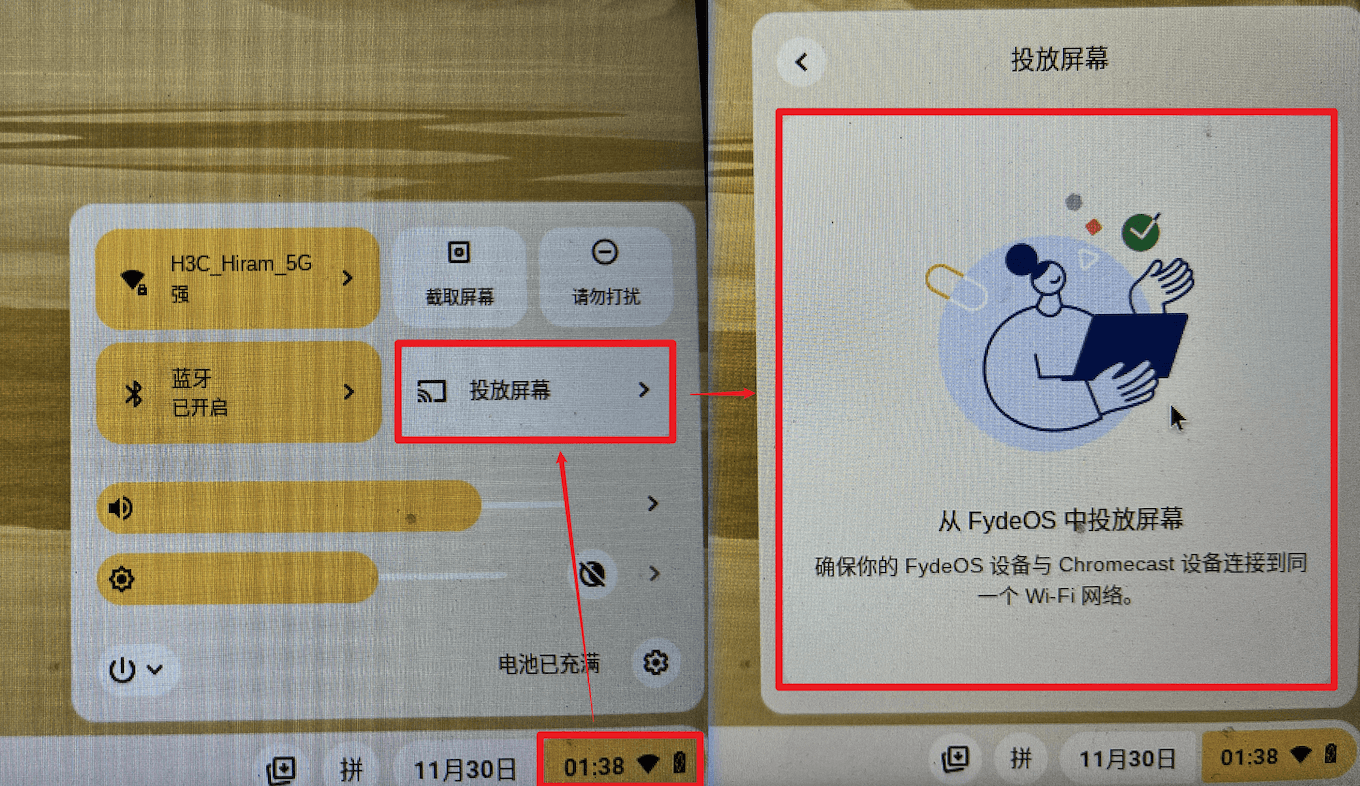 H3C_Hiram_5G
强
截取屏幕
请勿打扰
蓝牙
已开启
投放屏幕
电池已充满
拼
11月30日
01:38
投放屏幕
从 FydeOS 中投放屏幕
确保你的 FydeOS 设备与 Chromecast 设备连接到同
一个 Wi-Fi 网络。
拼
11月30日
01:38